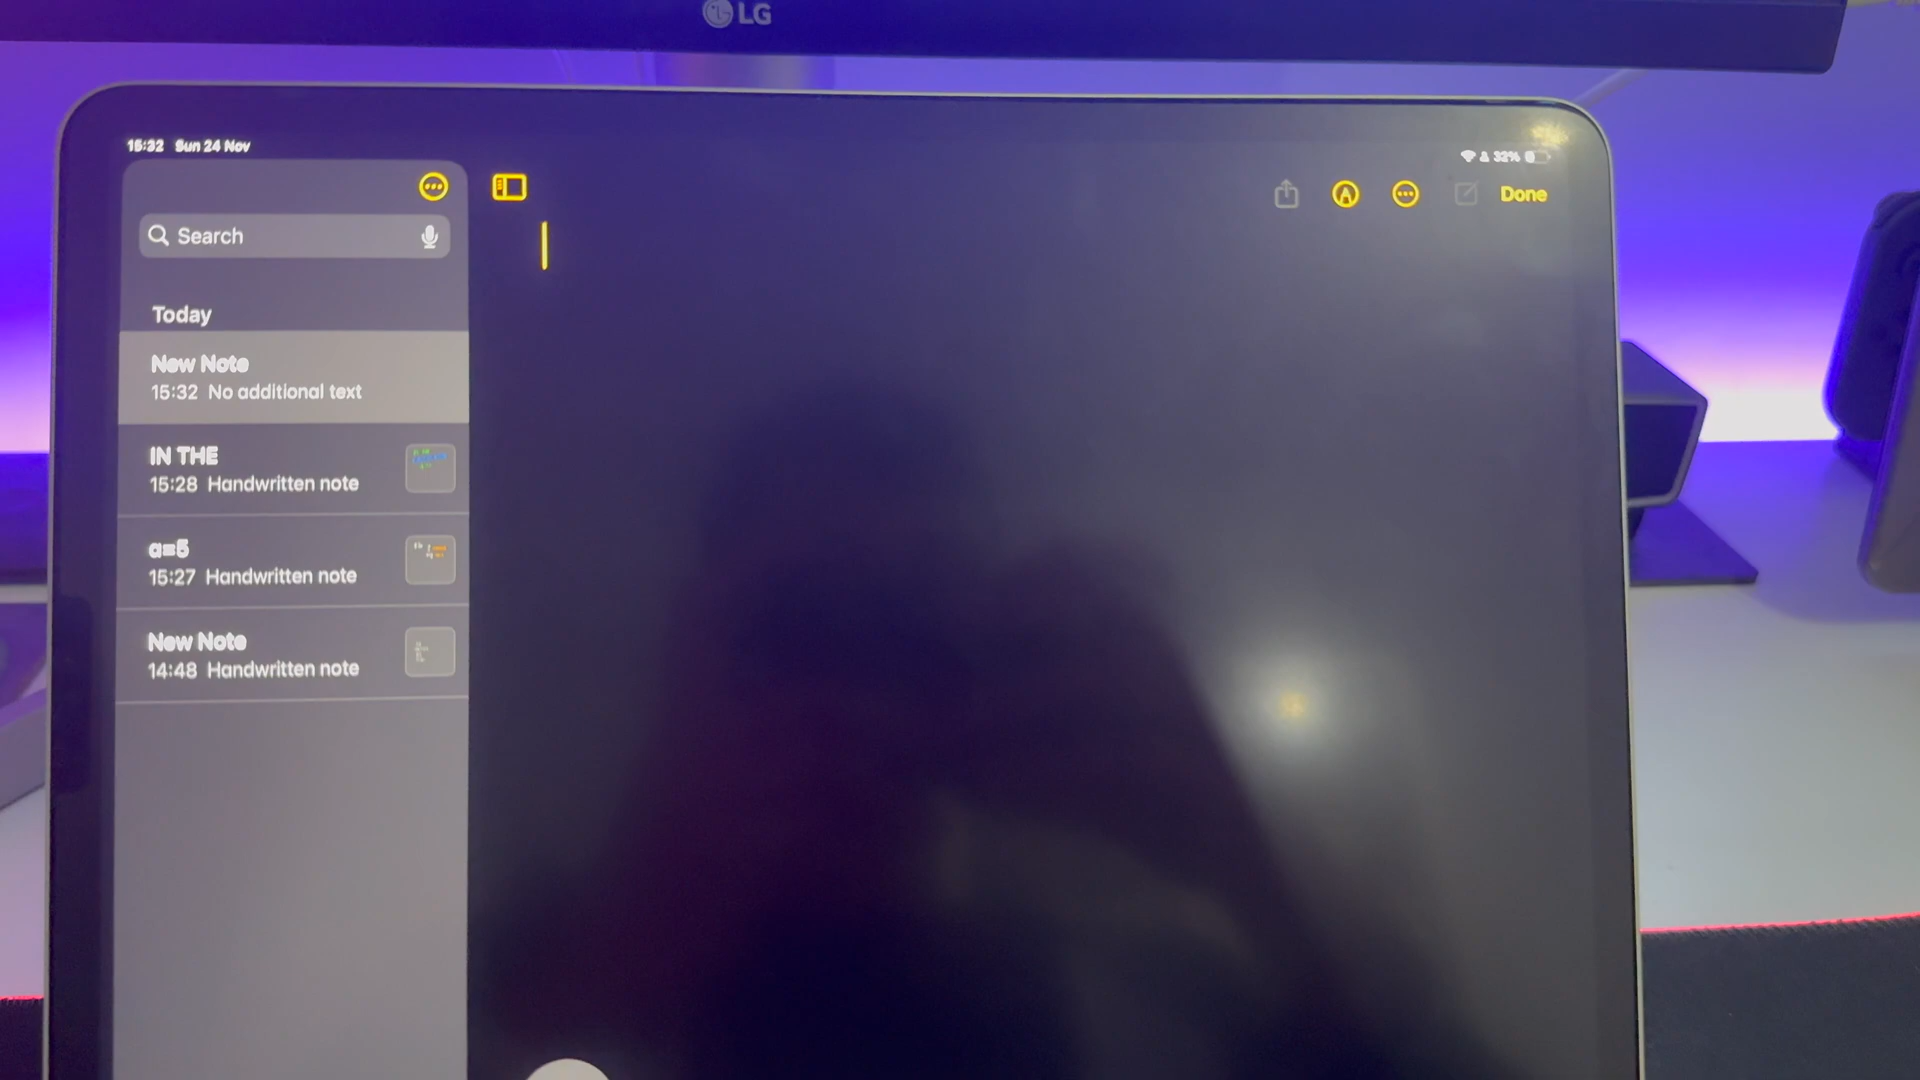 LG
15:32 Sun 24 Nov
32%
Done
Search
Today
New Note
15:32 No additional text
IN THE
15:28 Handwritten note
a=5
15:27 Handwritten note
New Note
14:48 Handwritten note